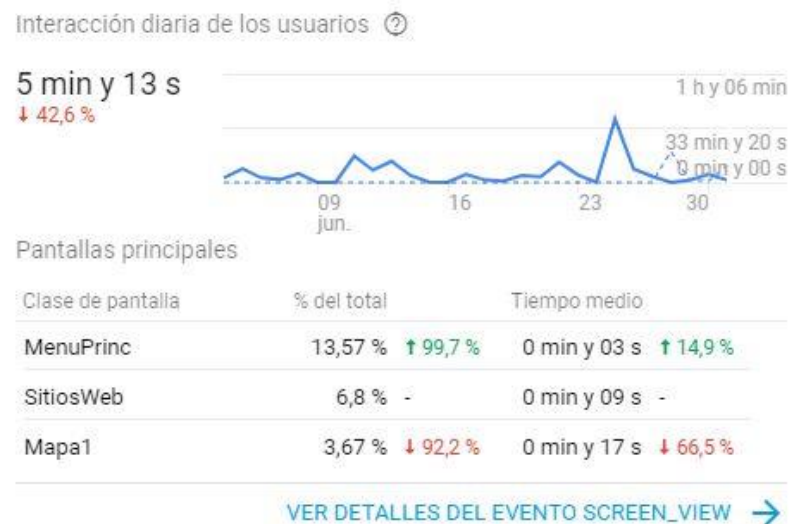 Interacción diaria de los usuarios ?
5 min y 13 s
↓ 42,6 %
1 h y 06 min
33 min y 20 s
0 min y 00 s
09 16 23 30
jun.
Pantallas principales
Clase de pantalla % del total Tiempo medio
MenuPrinc 13,57 % ↑ 99,7 % 0 min y 03 s ↑ 14,9 %
SitiosWeb 6,8 % - 0 min y 09 s -
Mapa1 3,67 % ↓ 92,2 % 0 min y 17 s ↓ 66,5 %
VER DETALLES DEL EVENTO SCREEN_VIEW →